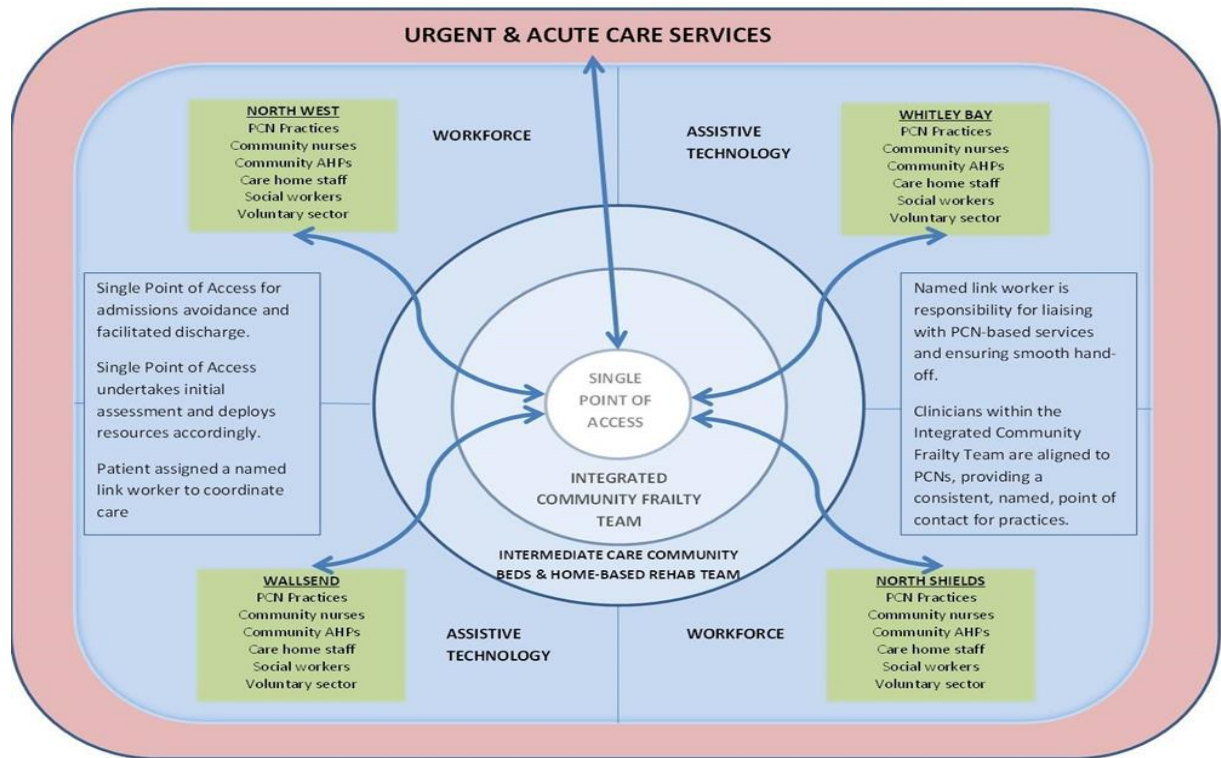 URGENT & ACUTE CARE SERVICES
NORTH WEST
PCN Practices
Community nurses
Community AHPs
Care home staff
Social workers
Voluntary sector
WORKFORCE
ASSISTIVE
TECHNOLOGY
WHITLEY BAY
PCN Practices
Community nurses
Community AHPs
Care home staff
Social workers
Voluntary sector
Single Point of Access for
admissions avoidance and
facilitated discharge.
Single Point of Access
undertakes initial
assessment and deploys
resources accordingly.
Patient assigned a named
link worker to coordinate
care
SINGLE
POINT OF
ACCESS
INTEGRATED
COMMUNITY FRAILTY
TEAM
INTERMEDIATE CARE COMMUNITY
BEDS & HOME-BASED REHAB TEAM
Named link worker is
responsibility for liaising
with PCN-based services
and ensuring smooth hand-
off.
Clinicians within the
Integrated Community
Frailty Team are aligned to
PCNs, providing a
consistent, named, point of
contact for practices.
WALLSEND
PCN Practices
Community nurses
Community AHPs
Care home staff
Social workers
Voluntary sector
ASSISTIVE
TECHNOLOGY
WORKFORCE
NORTH SHIELDS
PCN Practices
Community nurses
Community AHPs
Care home staff
Social workers
Voluntary sector